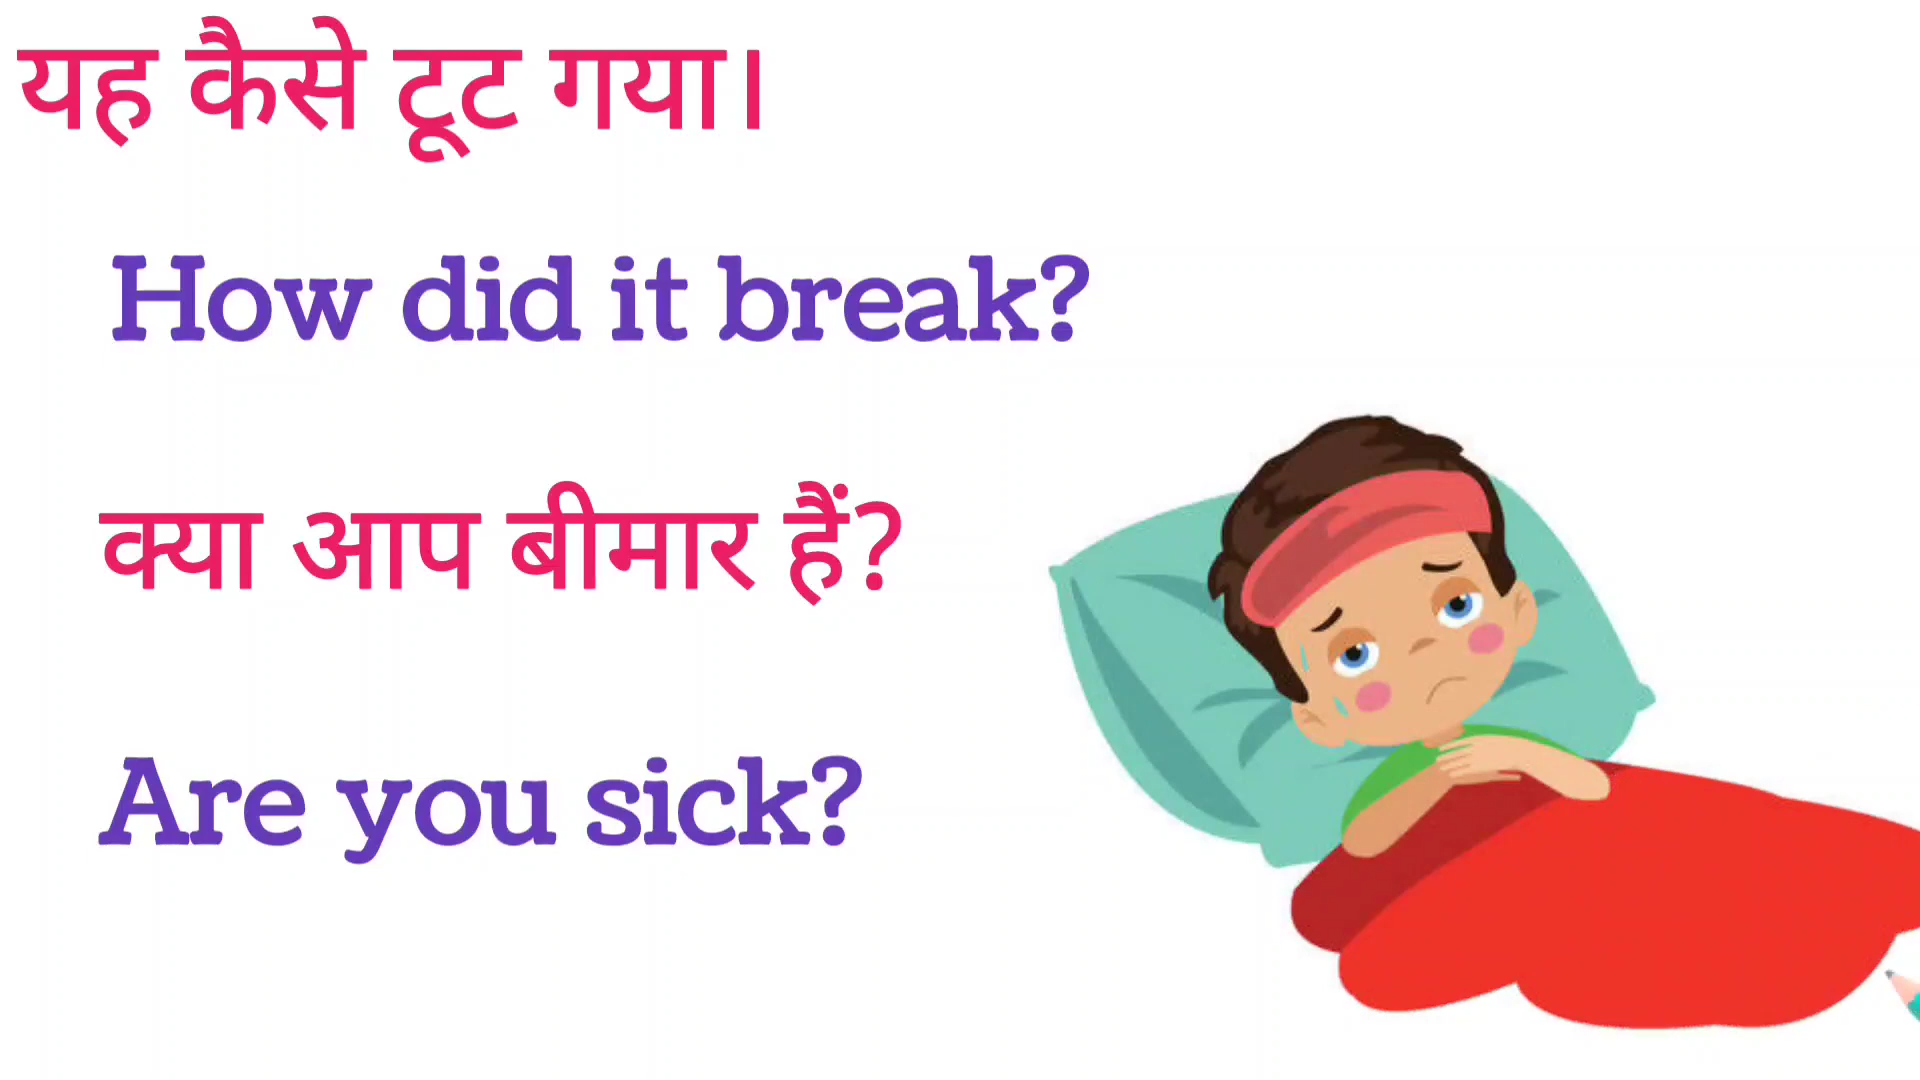 यह कैसे टूट गया।
How did it break?
क्या आप बीमार हैं?
Are you sick?